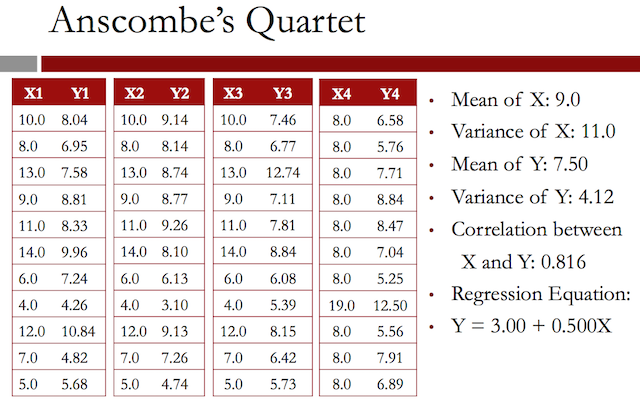 Anscombe's Quartet
X1 Y1 X2 Y2 X3 Y3 X4 Y4
10.0 8.04 10.0 9.14 10.0 7.46 8.0 6.58
8.0 6.95 8.0 8.14 8.0 6.77 8.0 5.76
13.0 7.58 13.0 8.74 13.0 12.74 8.0 7.71
9.0 8.81 9.0 8.77 9.0 7.11 8.0 8.84
11.0 8.33 11.0 9.26 11.0 7.81 8.0 8.47
14.0 9.96 14.0 8.10 14.0 8.84 8.0 7.04
6.0 7.24 6.0 6.13 6.0 6.08 8.0 5.25
4.0 4.26 4.0 3.10 4.0 5.39 19.0 12.50
12.0 10.84 12.0 9.13 12.0 8.15 8.0 5.56
7.0 4.82 7.0 7.26 7.0 6.42 8.0 7.91
5.0 5.68 5.0 4.74 5.0 5.73 8.0 6.89
• Mean of X: 9.0
• Variance of X: 11.0
• Mean of Y: 7.50
• Variance of Y: 4.12
• Correlation between
X and Y: 0.816
• Regression Equation:
• Y = 3.00 + 0.500X